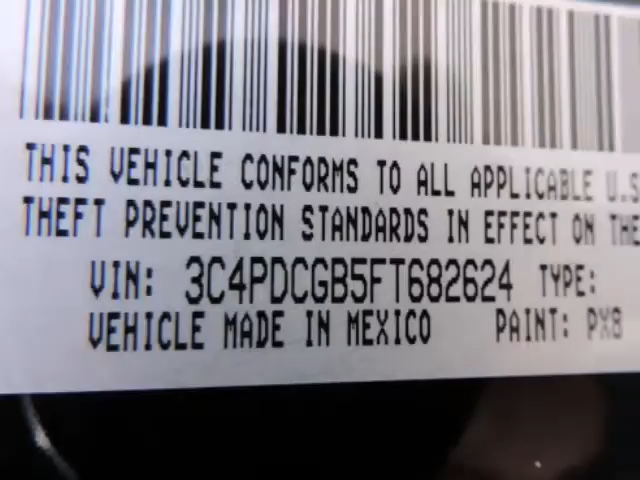 THIS VEHICLE CONFORMS TO ALL APPLICABLE U.S
THEFT PREVENTION STANDARDS IN EFFECT ON THE
VIN: 3C4PDCGB5FT682624 TYPE:
VEHICLE MADE IN MEXICO PAINT: PX8